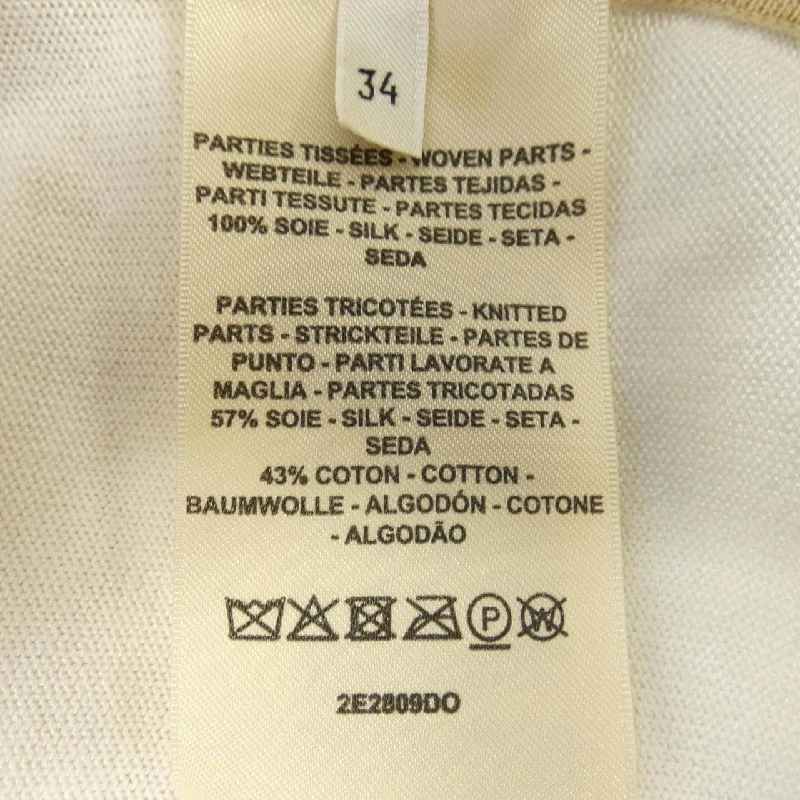 34
PARTIES TISSÉES - WOVEN PARTS -
WEBTEILE - PARTES TEJIDAS -
PARTI TESSUTE - PARTES TECIDAS
100% SOIE - SILK - SEIDE - SETA -
SEDA
PARTIES TRICOTÉES - KNITTED
PARTS - STRICKTEILE - PARTES DE
PUNTO - PARTI LAVORATE A
MAGLIA - PARTES TRICOTADAS
57% SOIE - SILK - SEIDE - SETA -
SEDA
43% COTON - COTTON -
BAUMWOLLE - ALGODÓN - COTONE
- ALGODÃO
P W
2E2809DO